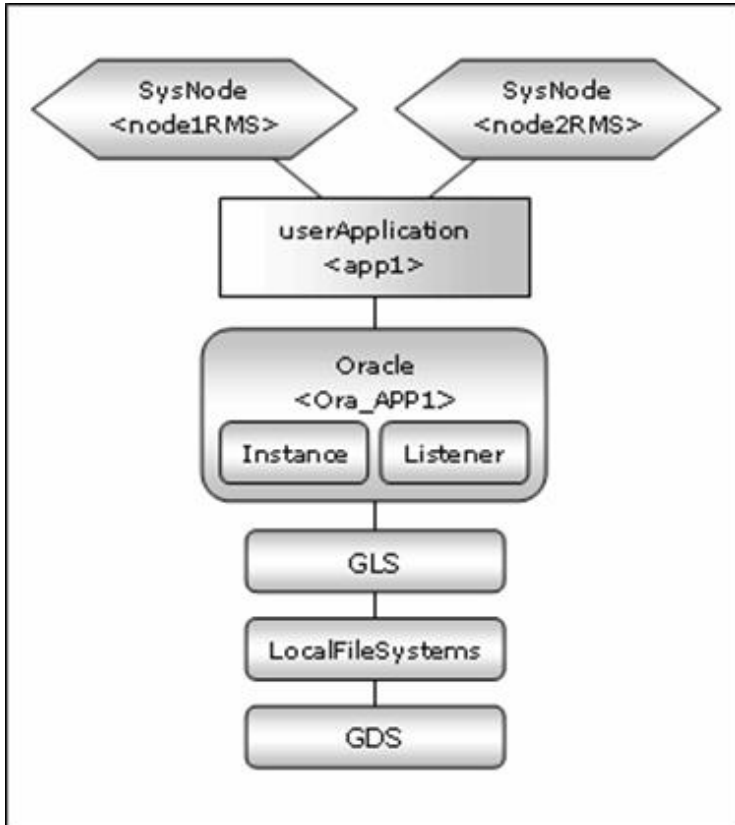 SysNode
<node1RMS>
SysNode
<node2RMS>
userApplication
<app1>
Oracle
<Ora_APP1>
Instance
Listener
GLS
LocalFileSystems
GDS